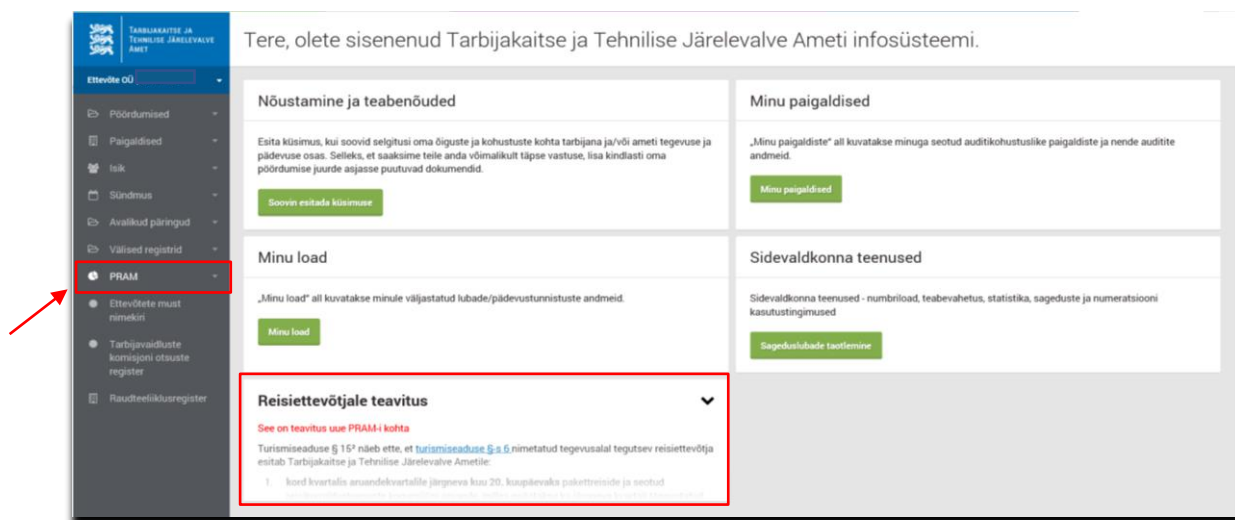 TARBIJAKAITSE JA
TEHNILISE JÄRELEVALVE
AMET
Tere, olete sisenenud Tarbijakaitse ja Tehnilise Järelevalve Ameti infosüsteemi.
Ettevõte OÜ
Pöördumised
Paigaldised
Isik
Sündmus
Avalikud päringud
Välised registrid
PRAM
Ettevõtete must
nimekiri
Tarbijavaidluste
komisjoni otsuste
register
Raudteeliiklusregister
Nõustamine ja teabenõuded
Esita küsimus, kui soovid selgitusi oma õiguste ja kohustuste kohta tarbijana ja/või ameti tegevuse ja
pädevuse osas. Selleks, et saaksime teile anda võimalikult täpse vastuse, lisa kindlasti oma
pöördumise juurde asjasse puutuvad dokumendid.
Soovin esitada küsimuse
Minu paigaldised
„Minu paigaldiste" all kuvatakse minuga seotud auditikohustuslike paigaldiste ja nende auditite
andmeid.
Minu paigaldised
Minu load
„Minu load" all kuvatakse minule väljastatud lubade/pädevustunnistuste andmeid.
Minu load
Sidevaldkonna teenused
Sidevaldkonna teenused - numbriload, teabevahetus, statistika, sageduste ja numeratsiooni
kasutustingimused
Sageduslubade taotlemine
Reisiettevõtjale teavitus
See on teavitus uue PRAM-i kohta
Turismiseaduse § 15³ näeb ette, et turismiseaduse §-s 6 nimetatud tegevusalal tegutsev reisiettevõtja
esitab Tarbijakaitse ja Tehnilise Järelevalve Ametile:
1. kord kvartalis aruandekvartalile järgneva kuu 20. kuupäevaks pakettreiside ja seotud